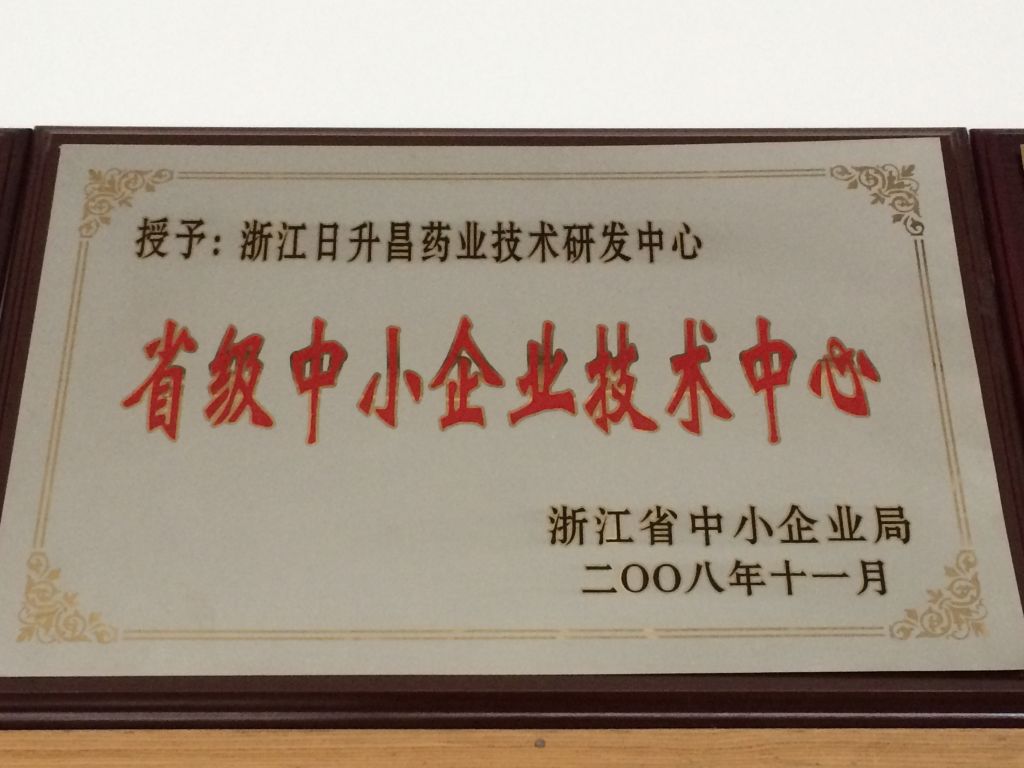 授予：浙江日升昌药业技术研发中心
省级中小企业技术中心
浙江省中小企业局
二OO八年十一月